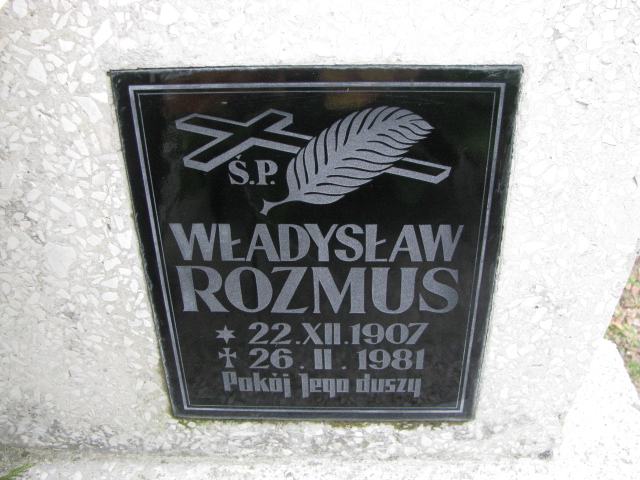 Ś.P.
WŁADYSŁAW
ROZMUS
* 22.XII.1907
✝ 26.II.1981
Pokój Jego duszy